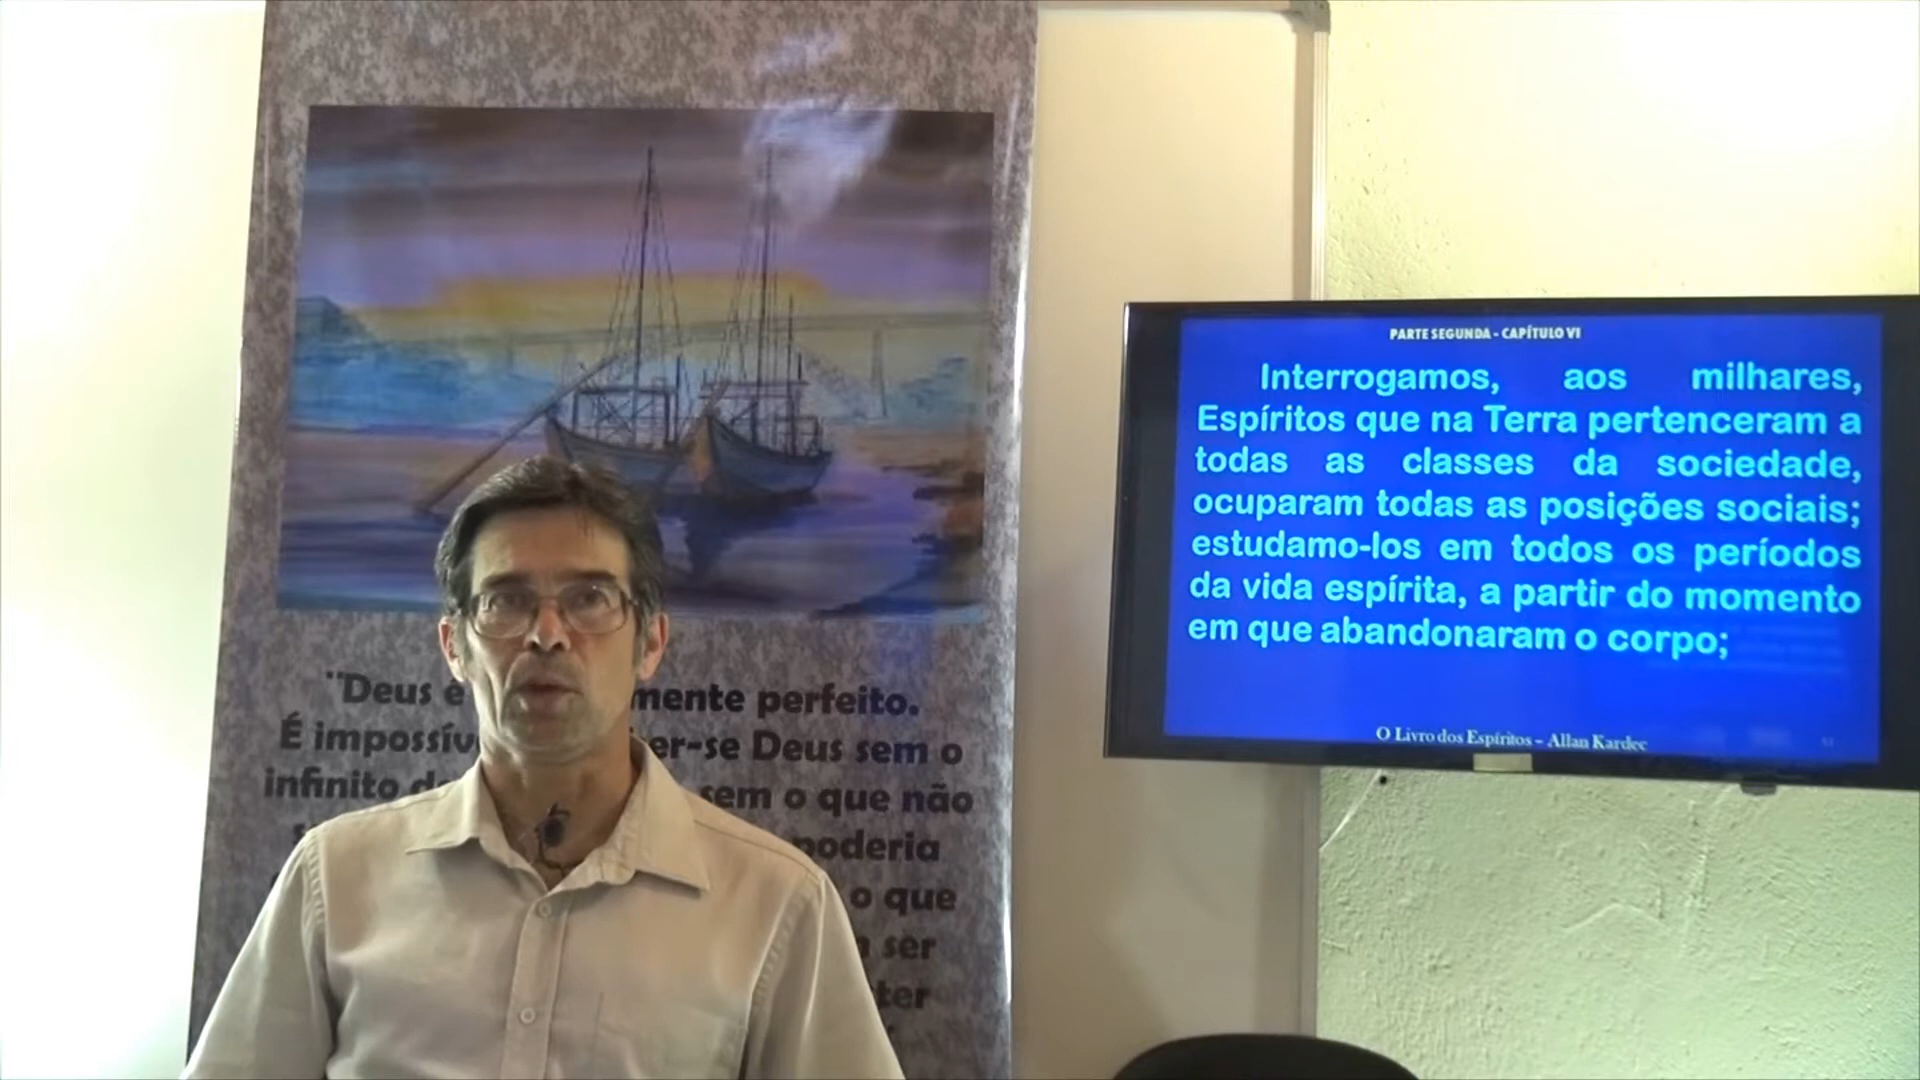 ¨Deus é mente perfeito.
É impossív er-se Deus sem o
infinito d sem o que não
poderia
o que
ser
ter
PARTE SEGUNDA - CAPÍTULO VI
Interrogamos, aos milhares,
Espíritos que na Terra pertenceram a
todas as classes da sociedade,
ocuparam todas as posições sociais;
estudamo-los em todos os períodos
da vida espírita, a partir do momento
em que abandonaram o corpo;
O Livro dos Espíritos – Allan Kardec